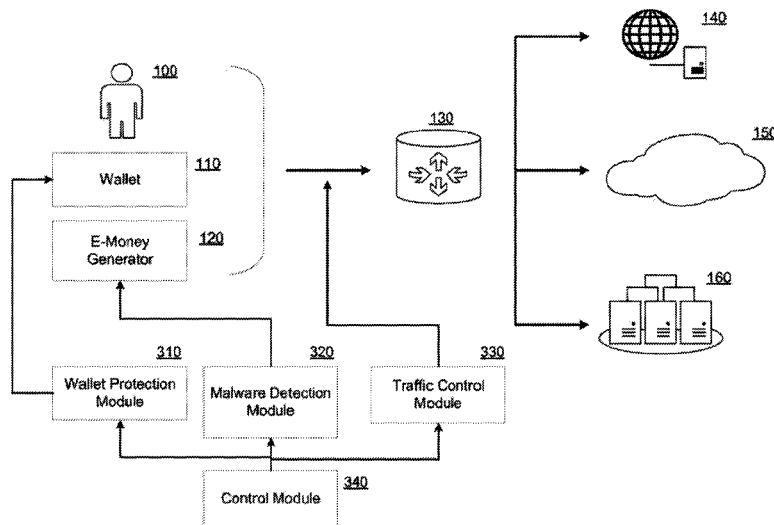 140
100
130
150
110
Wallet
120
E-Money
Generator
160
310
320
330
Wallet Protection
Module
Malware Detection
Module
Traffic Control
Module
340
Control Module